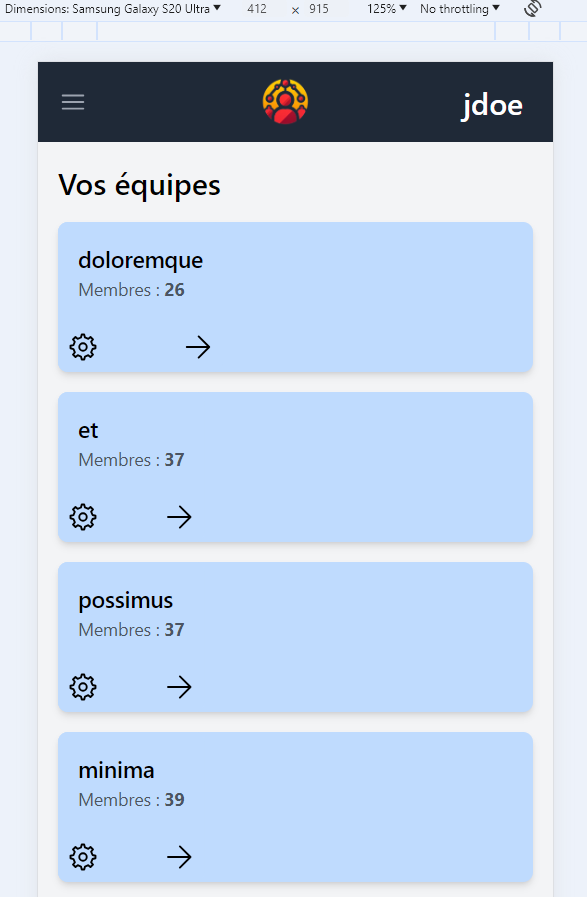 Dimensions: Samsung Galaxy S20 Ultra 412 × 915 125% No throttling
jdoe
Vos équipes
doloremque
Membres : 26
et
Membres : 37
possimus
Membres : 37
minima
Membres : 39